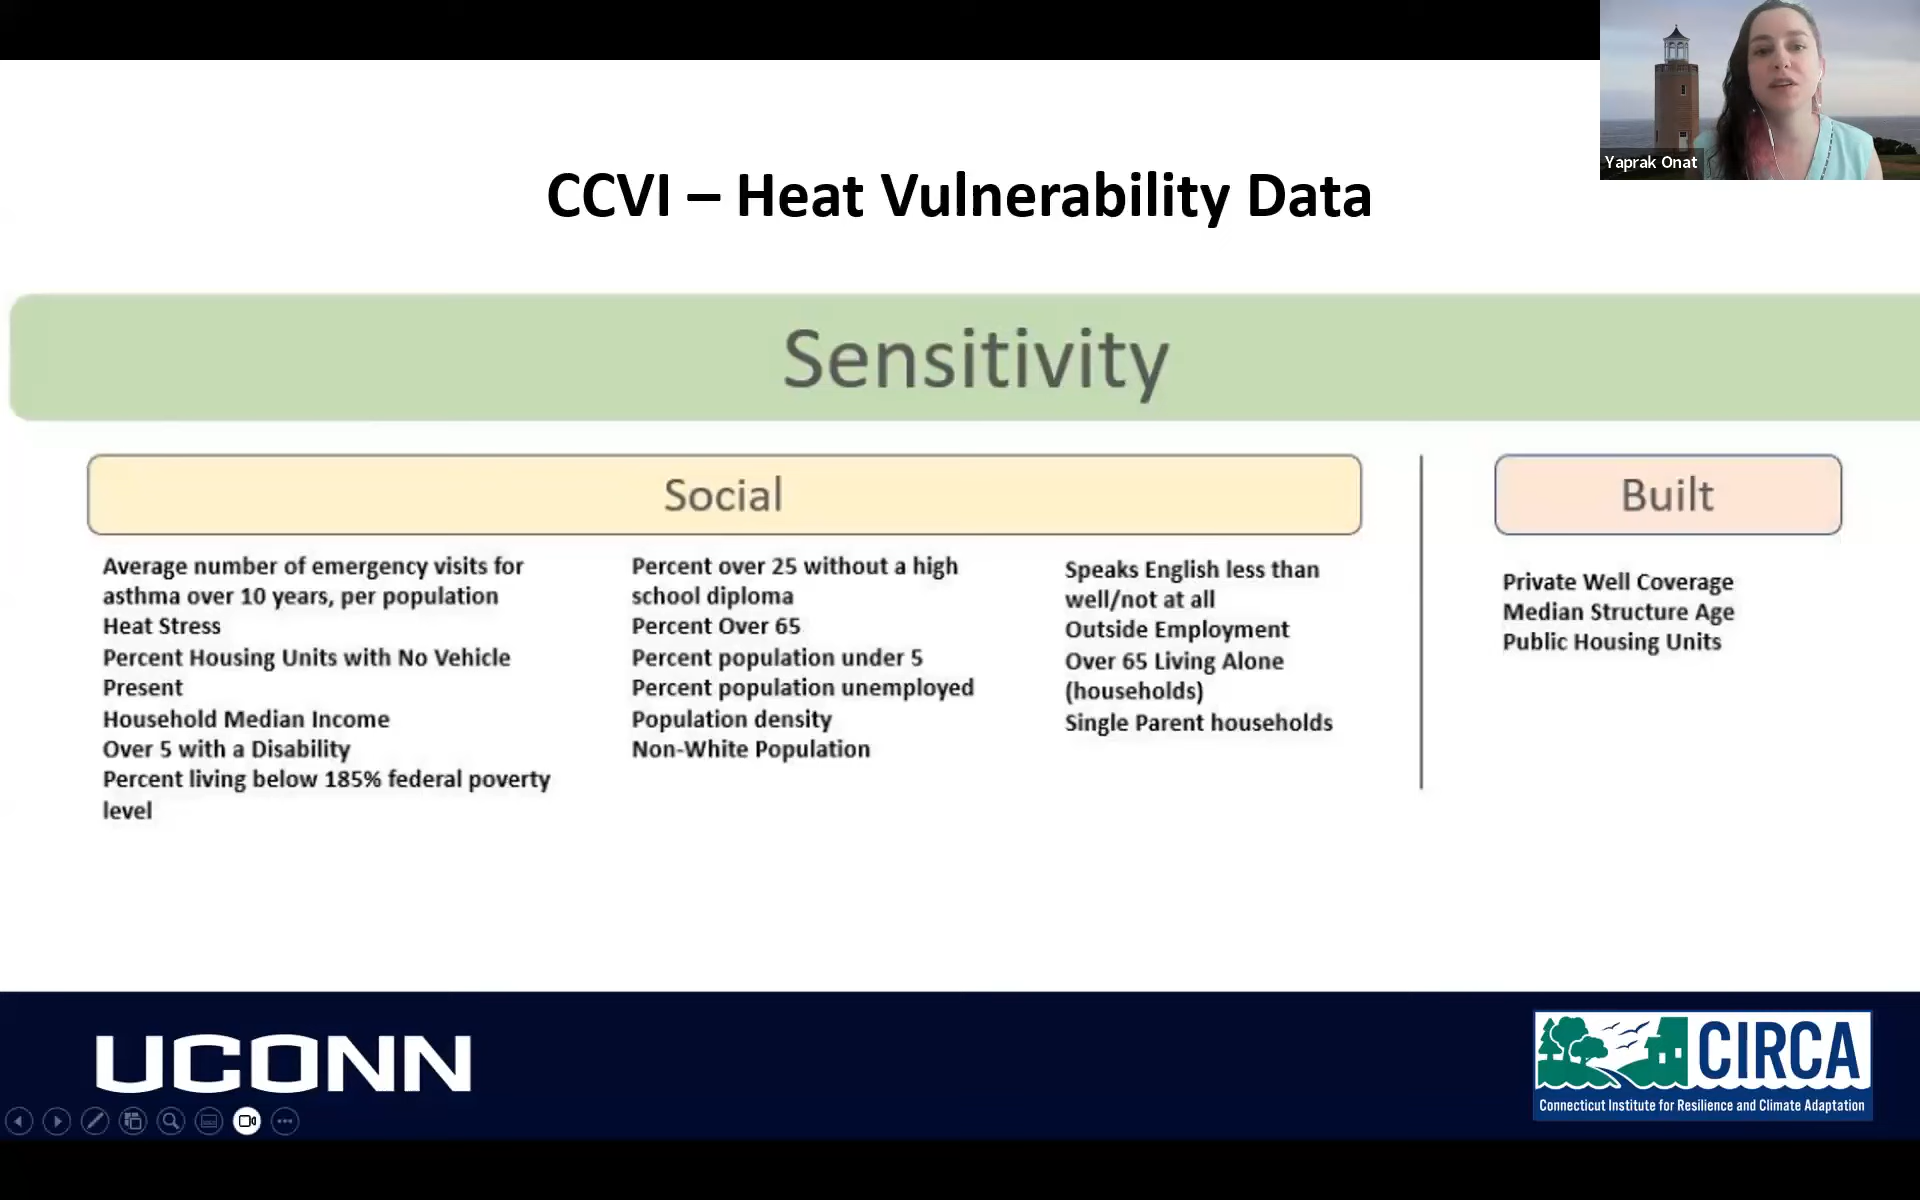 Yaprak Onat
CCVI – Heat Vulnerability Data
Sensitivity
Social
Average number of emergency visits for
asthma over 10 years, per population
Heat Stress
Percent Housing Units with No Vehicle
Present
Household Median Income
Over 5 with a Disability
Percent living below 185% federal poverty
level
Percent over 25 without a high
school diploma
Percent Over 65
Percent population under 5
Percent population unemployed
Population density
Non-White Population
Speaks English less than
well/not at all
Outside Employment
Over 65 Living Alone
(households)
Single Parent households
Built
Private Well Coverage
Median Structure Age
Public Housing Units
UCONN
CIRCA
Connecticut Institute for Resilience and Climate Adaptation